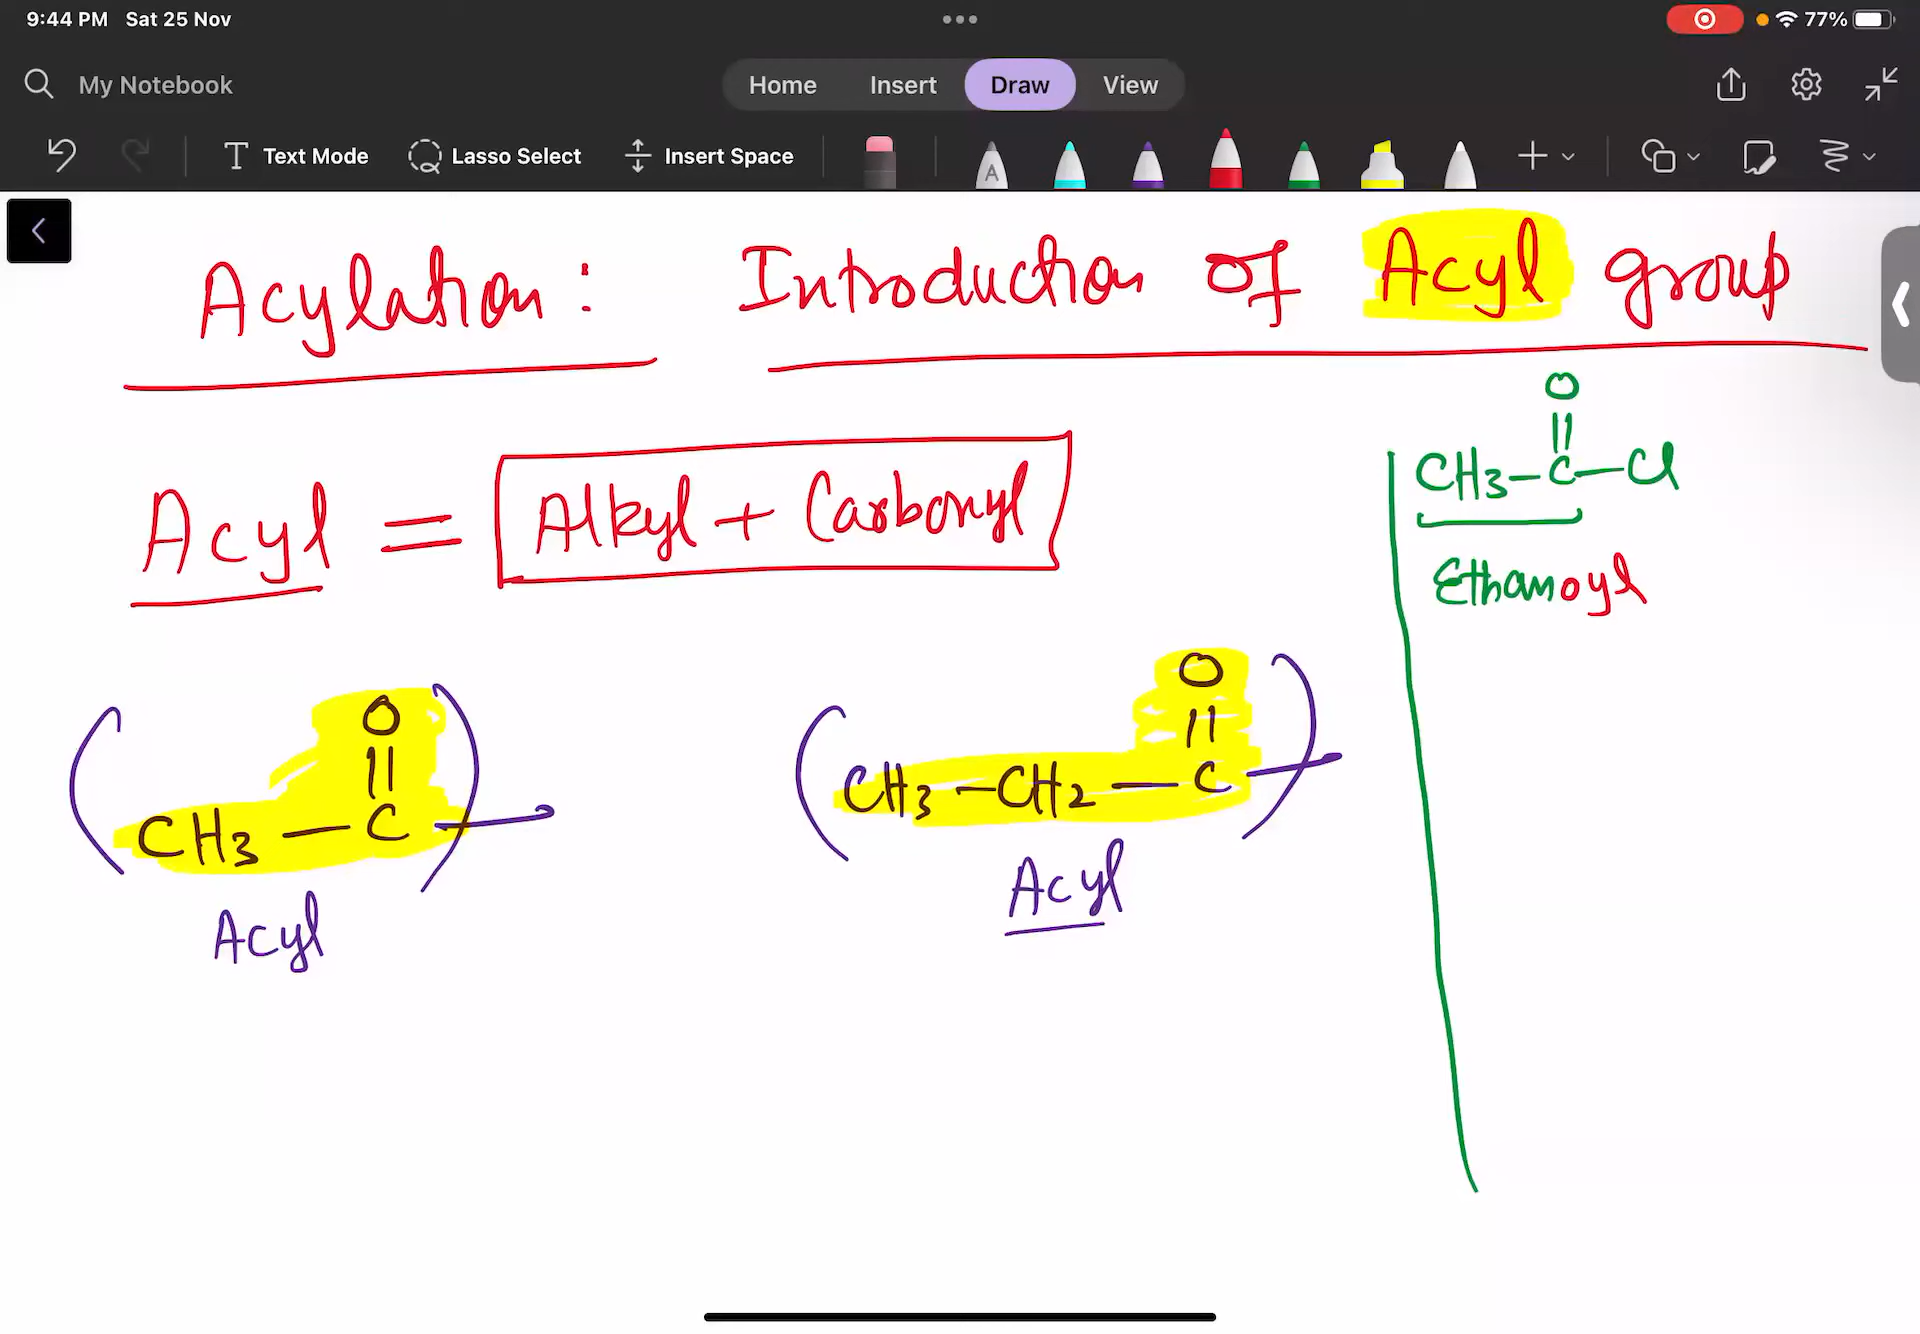 9:44 PM Sat 25 Nov
77%
My Notebook
Home Insert Draw View
Text Mode Lasso Select Insert Space
A
Acylation : Introduction of Acyl group
Acyl = Alkyl + Carbonyl
O
||
CH3-C-Cl
Ethanoyl
O
||
CH3 — C —
Acyl
O
||
CH3 - CH2 — C —
Acyl